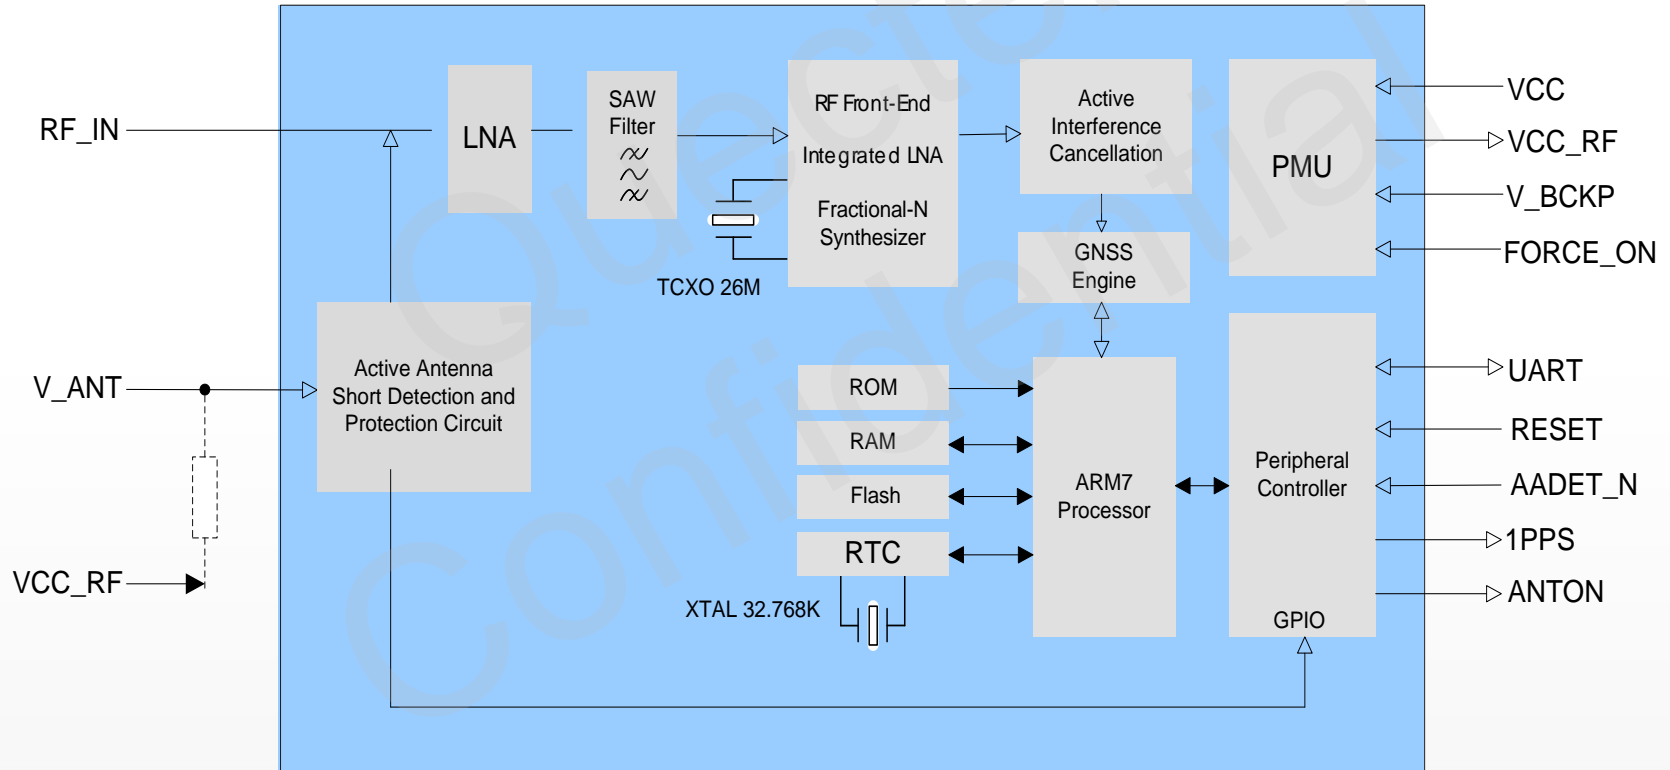 Quectel
Confidential
RF_IN
LNA
SAW
Filter
RF Front-End
Integrated LNA
Fractional-N
Synthesizer
TCXO 26M
Active
Interference
Cancellation
GNSS
Engine
PMU
VCC
VCC_RF
V_BCKP
FORCE_ON
V_ANT
VCC_RF
Active Antenna
Short Detection and
Protection Circuit
ROM
RAM
Flash
RTC
XTAL 32.768K
ARM7
Processor
Peripheral
Controller
GPIO
UART
RESET
AADET_N
1PPS
ANTON